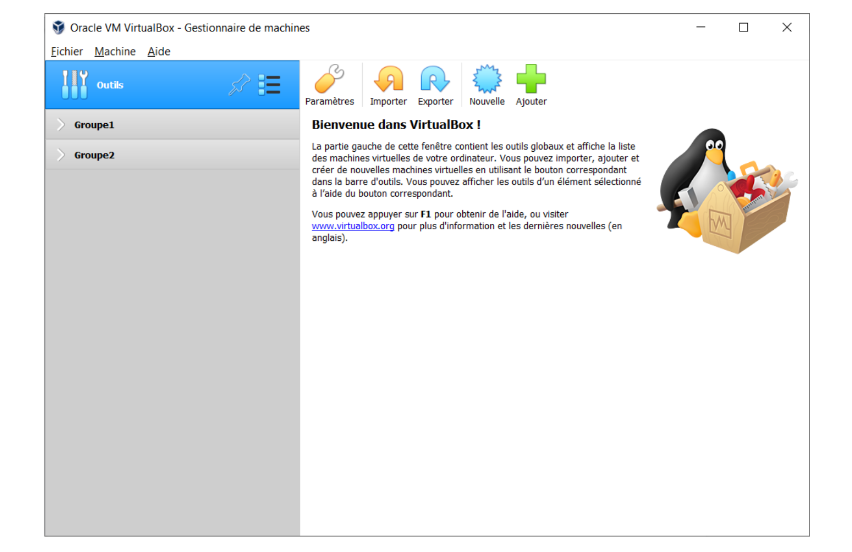 Oracle VM VirtualBox - Gestionnaire de machines
Fichier Machine Aide
Outils
Paramètres Importer Exporter Nouvelle Ajouter
Groupe1
Groupe2
Bienvenue dans VirtualBox !
La partie gauche de cette fenêtre contient les outils globaux et affiche la liste
des machines virtuelles de votre ordinateur. Vous pouvez importer, ajouter et
créer de nouvelles machines virtuelles en utilisant le bouton correspondant
dans la barre d'outils. Vous pouvez afficher les outils d'un élément sélectionné
à l'aide du bouton correspondant.
Vous pouvez appuyer sur F1 pour obtenir de l'aide, ou visiter
www.virtualbox.org pour plus d'information et les dernières nouvelles (en
anglais).